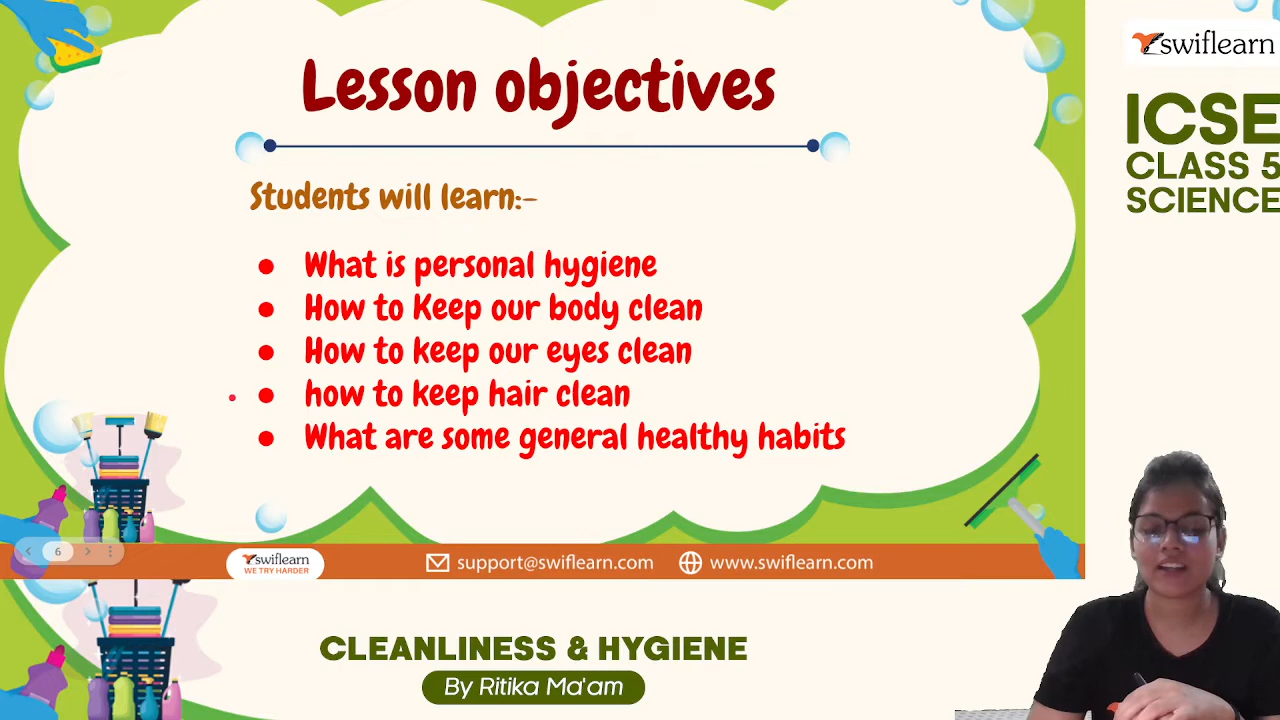 Lesson objectives
Students will learn:-
● What is personal hygiene
● How to Keep our body clean
● How to keep our eyes clean
● how to keep hair clean
● What are some general healthy habits
6
swiflearn
WE TRY HARDER
support@swiflearn.com
www.swiflearn.com
CLEANLINESS & HYGIENE
By Ritika Ma'am
swiflearn
ICSE
CLASS 5
SCIENCE